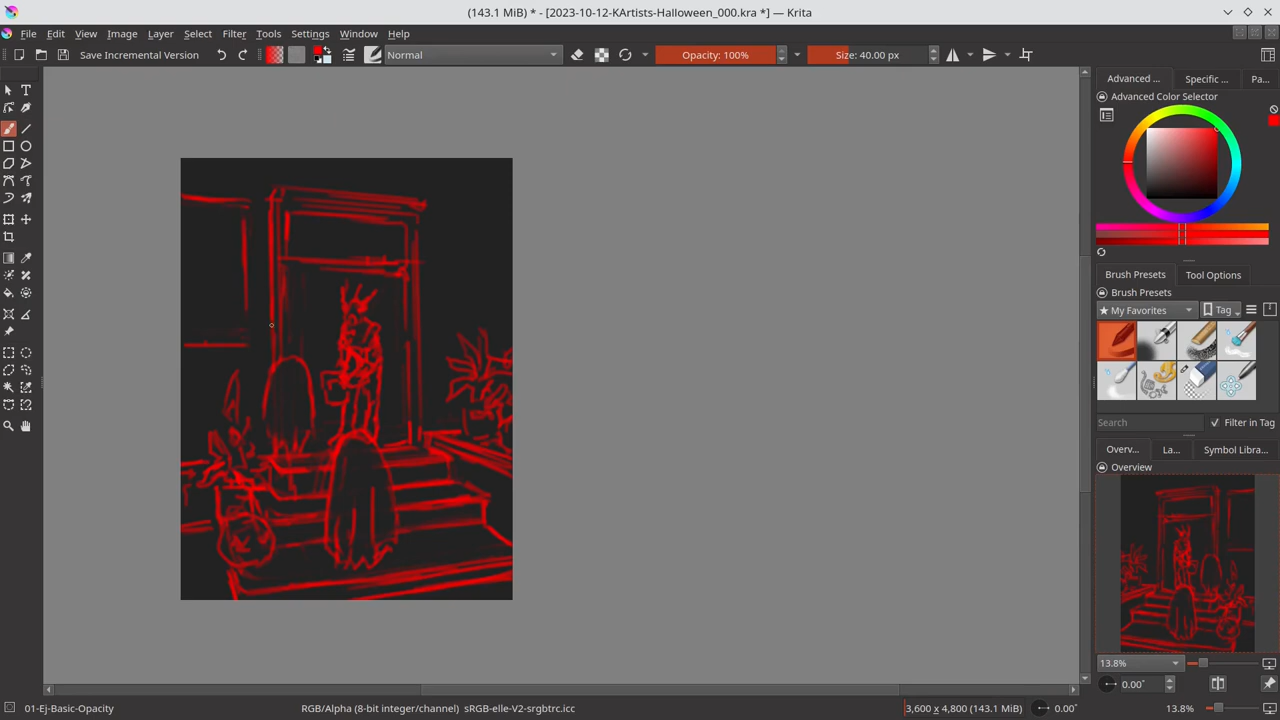 (143.1 MiB) * - [2023-10-12-KArtists-Halloween_000.kra *] — Krita
File Edit View Image Layer Select Filter Tools Settings Window Help
Save Incremental Version Normal Opacity: 100% Size: 40.00 px
Advanced ... Specific ... Pa...
Advanced Color Selector
Brush Presets Tool Options
Brush Presets
★ My Favorites Tag
Search Filter in Tag
Overv... La... Symbol Libra...
Overview
13.8%
0.00°
01-Ej-Basic-Opacity RGB/Alpha (8-bit integer/channel) sRGB-elle-V2-srgbtrc.icc 3,600 x 4,800 (143.1 MiB) 0.00° 13.8%